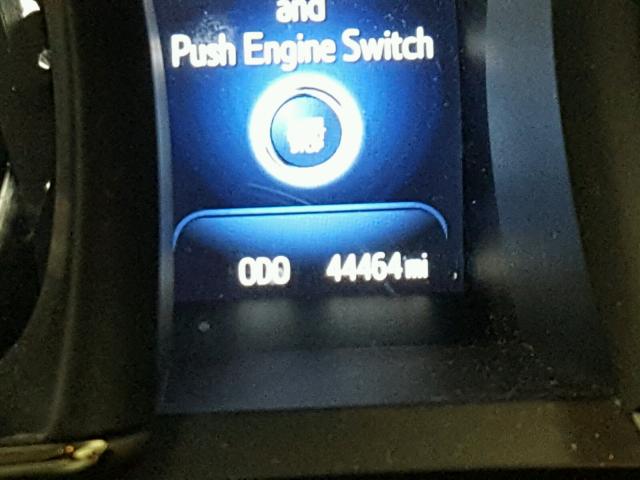 and
Push Engine Switch
ODO 44464 mi